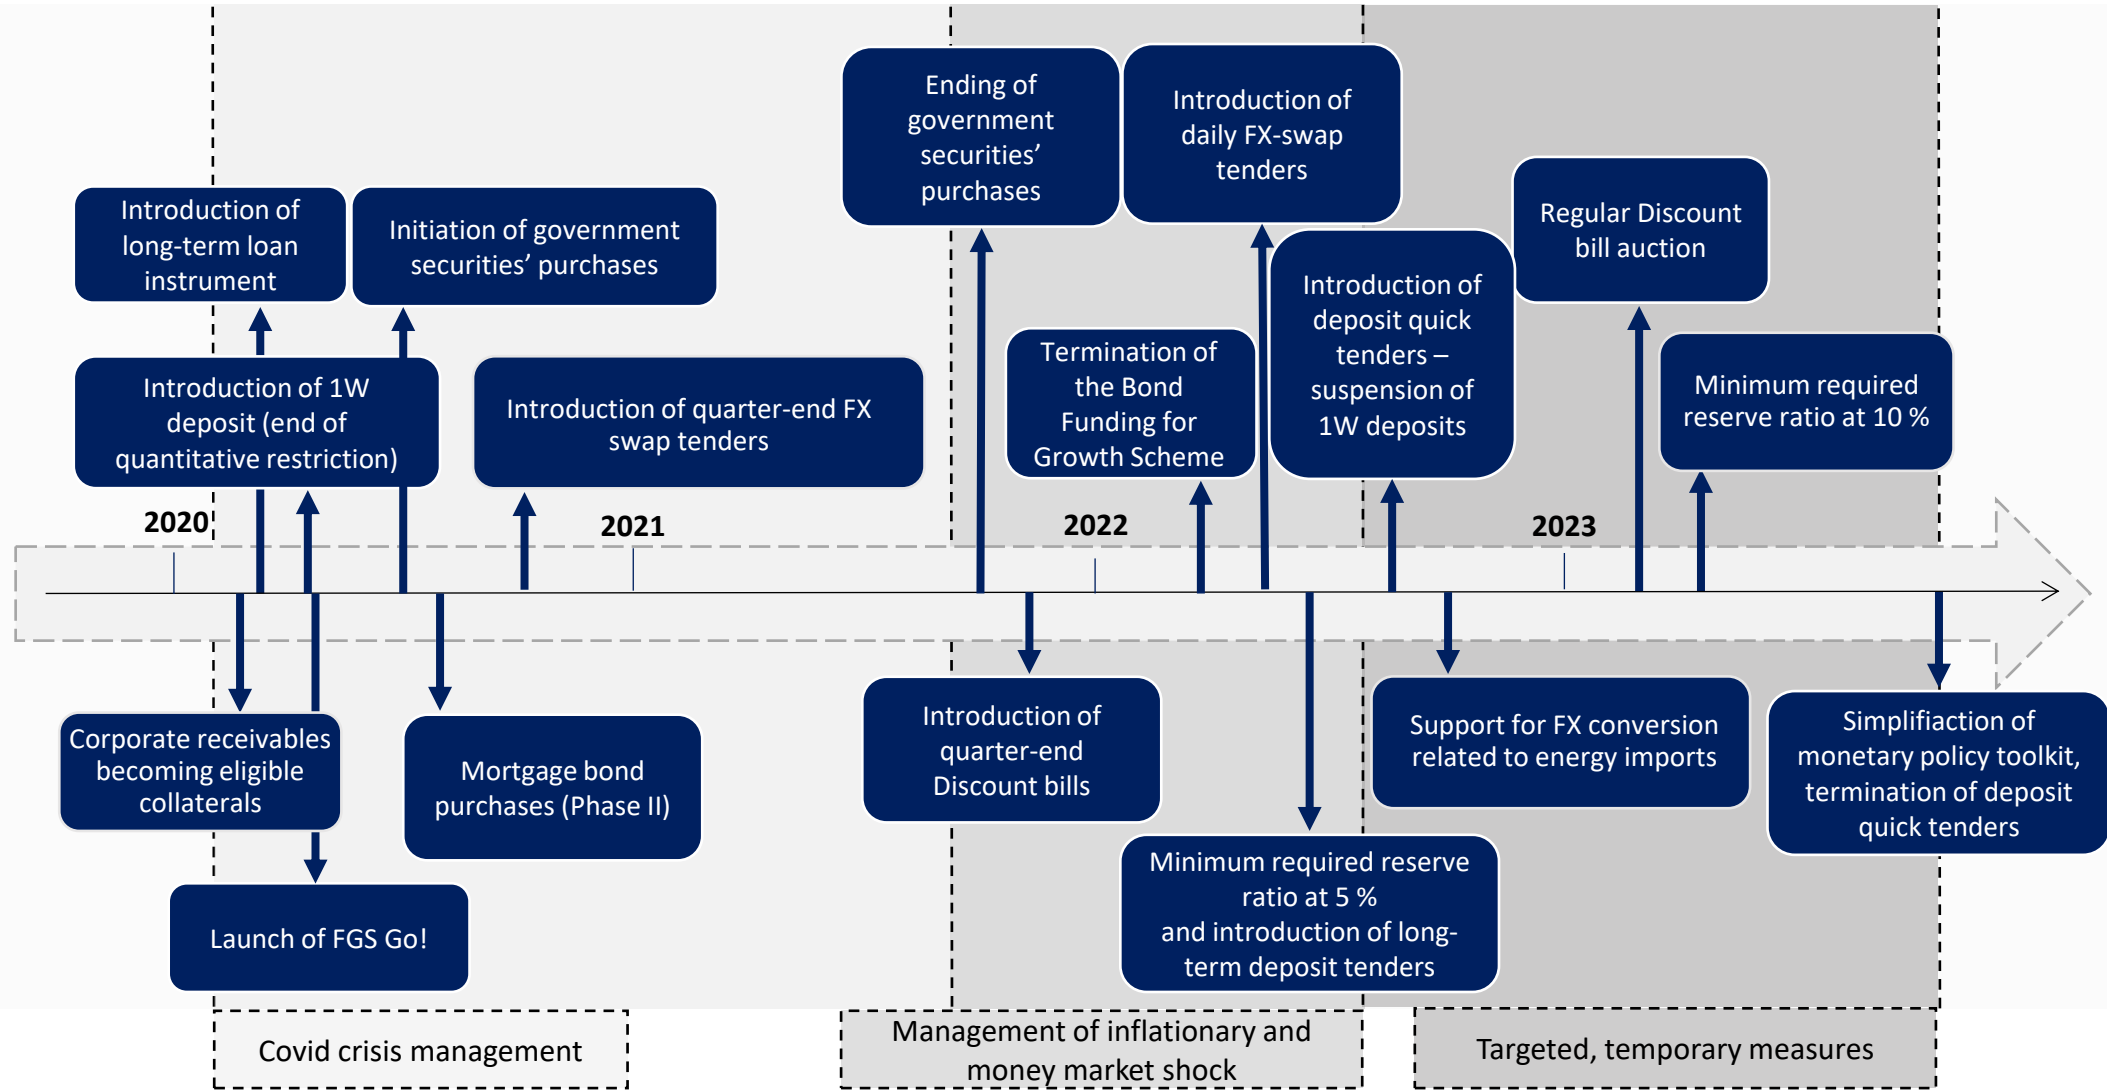 Ending of
government
securities’
purchases
Introduction of
daily FX-swap
tenders
Introduction of
long-term loan
instrument
Initiation of government
securities’ purchases
Regular Discount
bill auction
Introduction of 1W
deposit (end of
quantitative restriction)
Introduction of quarter-end FX
swap tenders
Termination of
the Bond
Funding for
Growth Scheme
Introduction of
deposit quick
tenders –
suspension of
1W deposits
Minimum required
reserve ratio at 10 %
2020
2021
2022
2023
Corporate receivables
becoming eligible
collaterals
Mortgage bond
purchases (Phase II)
Introduction of
quarter-end
Discount bills
Support for FX conversion
related to energy imports
Simplifiaction of
monetary policy toolkit,
termination of deposit
quick tenders
Launch of FGS Go!
Minimum required reserve
ratio at 5 %
and introduction of long-
term deposit tenders
Covid crisis management
Management of inflationary and
money market shock
Targeted, temporary measures